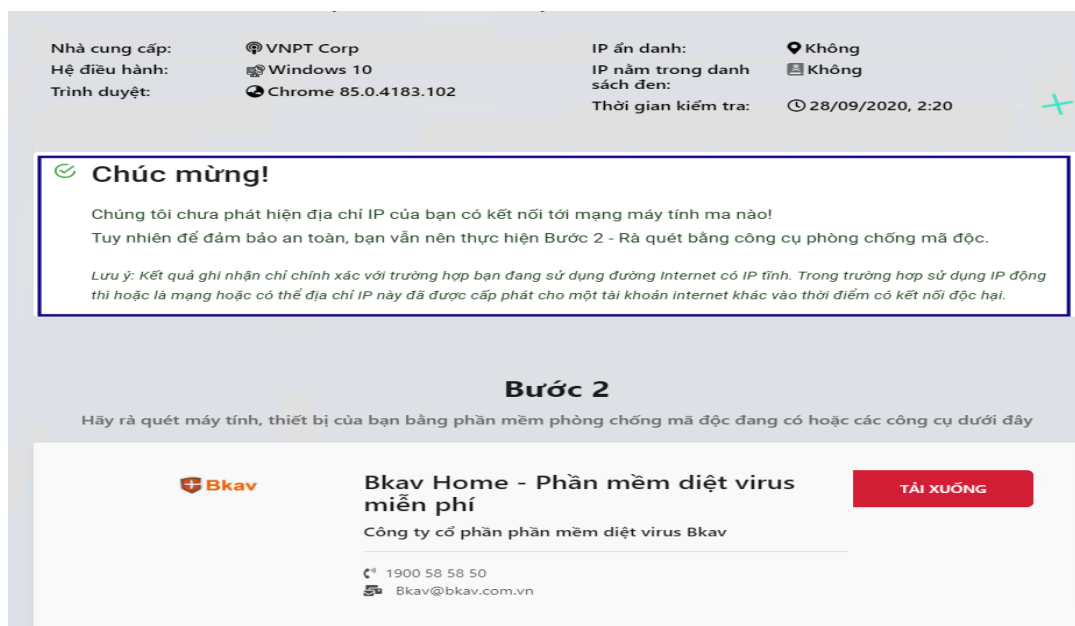 Nhà cung cấp: VNPT Corp
Hệ điều hành: Windows 10
Trình duyệt: Chrome 85.0.4183.102
IP ẩn danh: Không
IP nằm trong danh sách đen: Không
Thời gian kiểm tra: 28/09/2020, 2:20
Chúc mừng!
Chúng tôi chưa phát hiện địa chỉ IP của bạn có kết nối tới mạng máy tính ma nào!
Tuy nhiên để đảm bảo an toàn, bạn vẫn nên thực hiện Bước 2 - Rà quét bằng công cụ phòng chống mã độc.
Lưu ý: Kết quả ghi nhận chỉ chính xác với trường hợp bạn đang sử dụng đường Internet có IP tĩnh. Trong trường hợp sử dụng IP động
thì hoặc là mạng hoặc có thể địa chỉ IP này đã được cấp phát cho một tài khoản internet khác vào thời điểm có kết nối độc hại.
Bước 2
Hãy rà quét máy tính, thiết bị của bạn bằng phần mềm phòng chống mã độc đang có hoặc các công cụ dưới đây
Bkav
Bkav Home - Phần mềm diệt virus
miễn phí
TẢI XUỐNG
Công ty cổ phần phần mềm diệt virus Bkav
1900 58 58 50
Bkav@bkav.com.vn